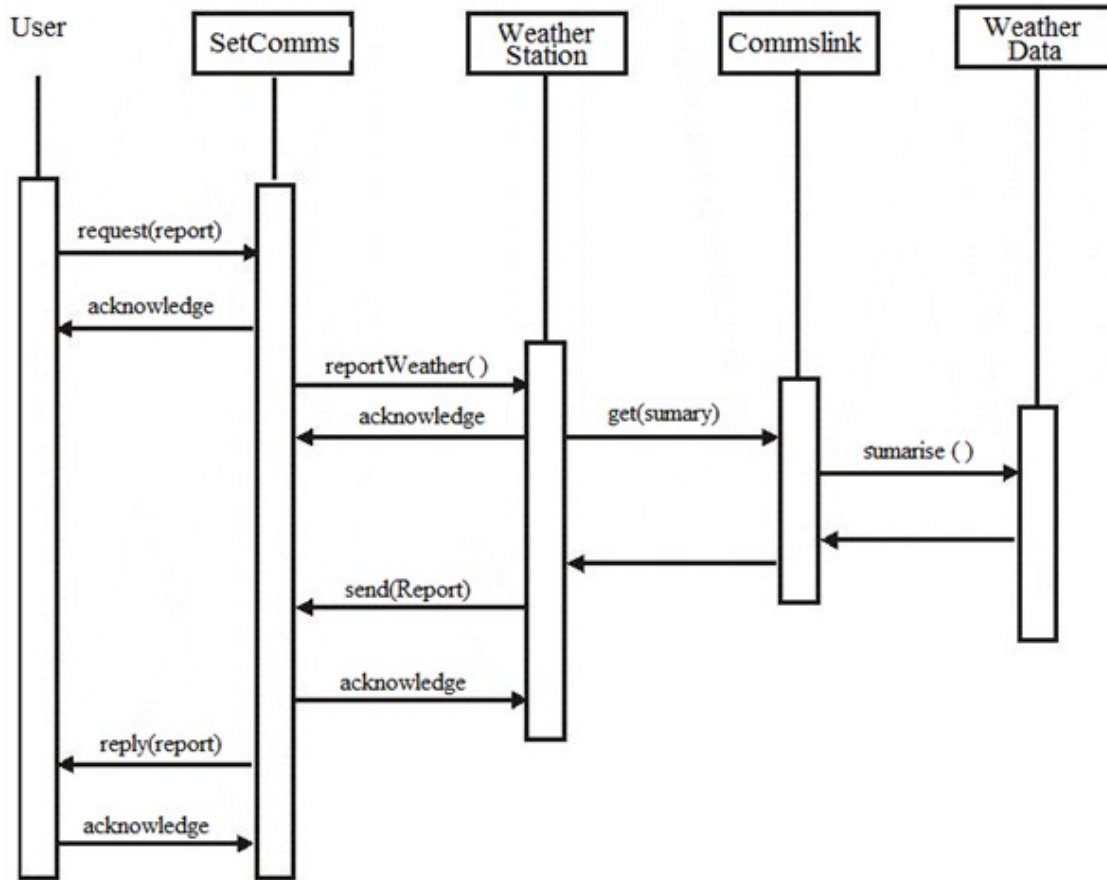 User
SetComms
Weather
Station
Commslink
Weather
Data
request(report)
acknowledge
reportWeather( )
acknowledge
get(sumary)
sumarise ( )
send(Report)
acknowledge
reply(report)
acknowledge